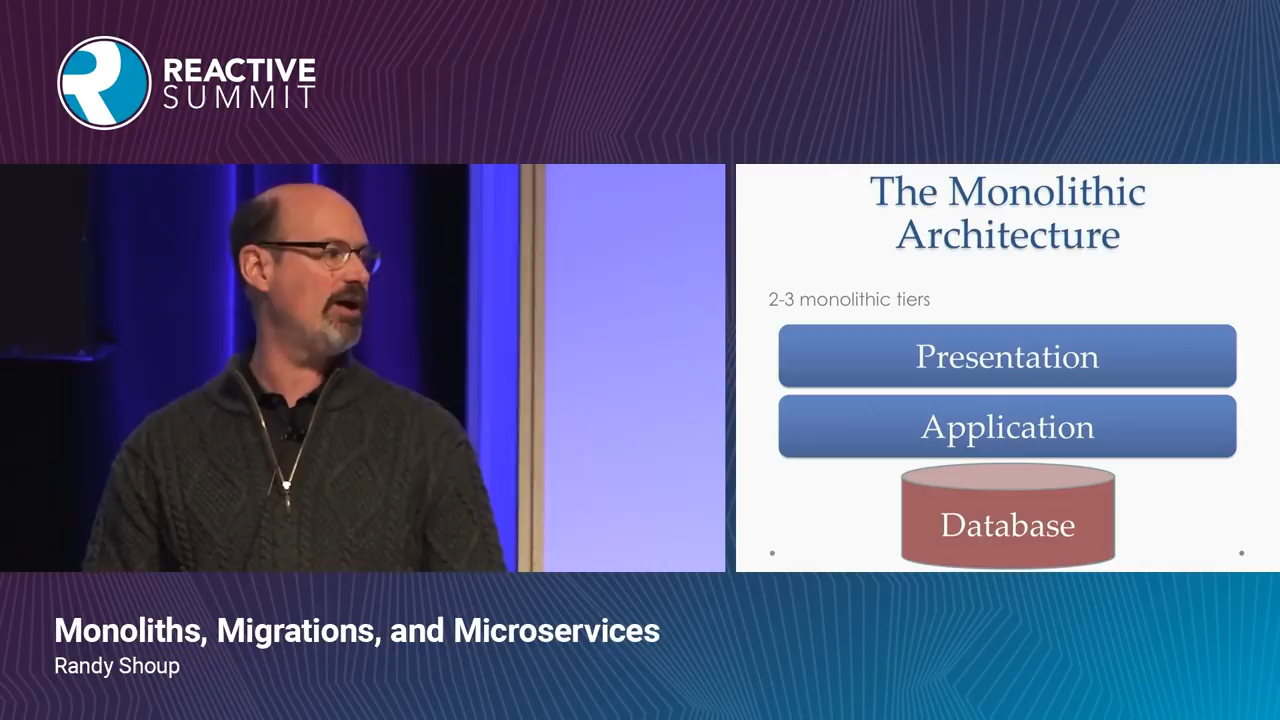 REACTIVE
SUMMIT
The Monolithic
Architecture
2-3 monolithic tiers
Presentation
Application
Database
Monoliths, Migrations, and Microservices
Randy Shoup